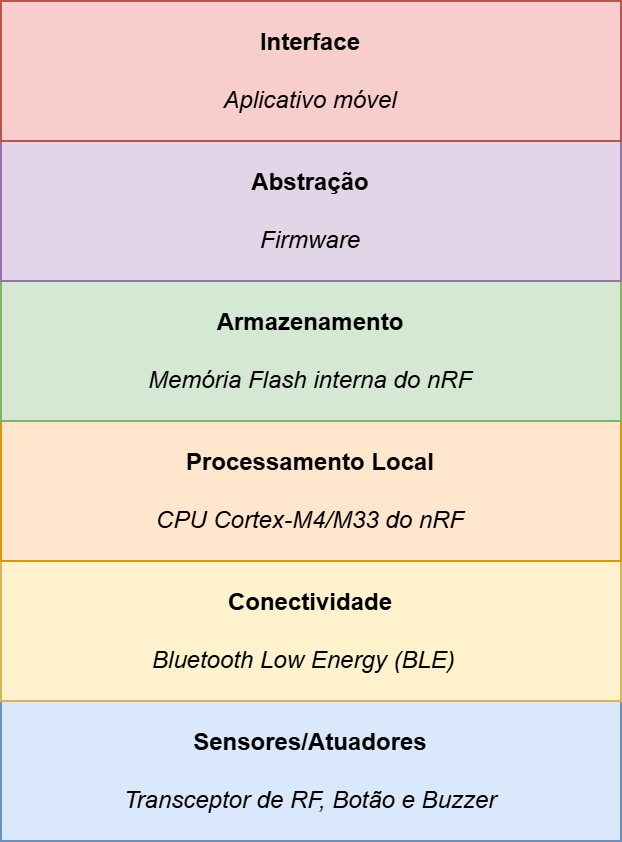 Interface
Aplicativo móvel
Abstração
Firmware
Armazenamento
Memória Flash interna do nRF
Processamento Local
CPU Cortex-M4/M33 do nRF
Conectividade
Bluetooth Low Energy (BLE)
Sensores/Atuadores
Transceptor de RF, Botão e Buzzer